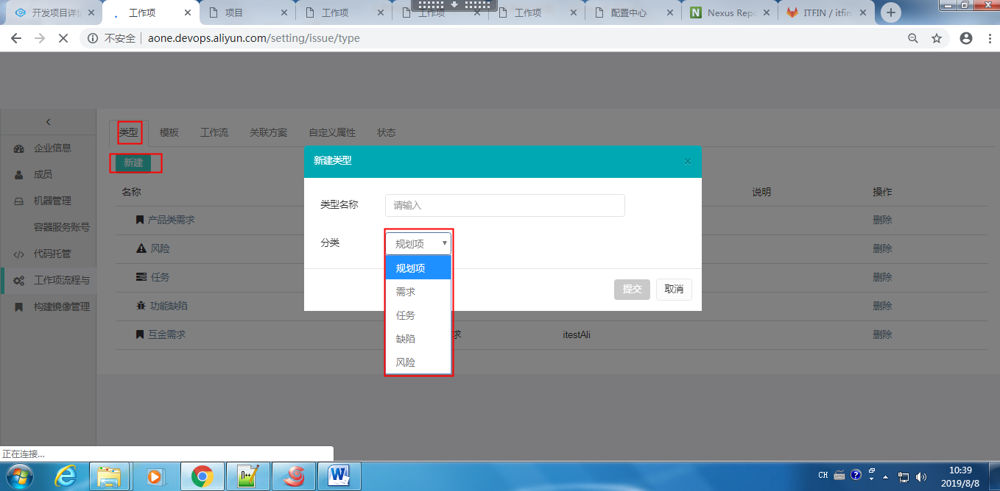 开发项目详情 工作项 项目 工作项 工作项 工作项 配置中心 Nexus Repo ITFIN / itfin
不安全 aone.devops.aliyun.com/setting/issue/type
类型 模板 工作流 关联方案 自定义属性 状态
企业信息
新建
成员
机器管理
容器服务账号
代码托管
工作项流程与
构建镜像管理
名称 说明 操作
产品类需求 删除
风险 删除
任务 删除
功能缺陷 删除
互金需求 求 itestAli 删除
新建类型 ×
类型名称 请输入
分类 规划项
规划项
需求
任务
缺陷
风险
提交 取消
正在连接...
CH 10:39
2019/8/8